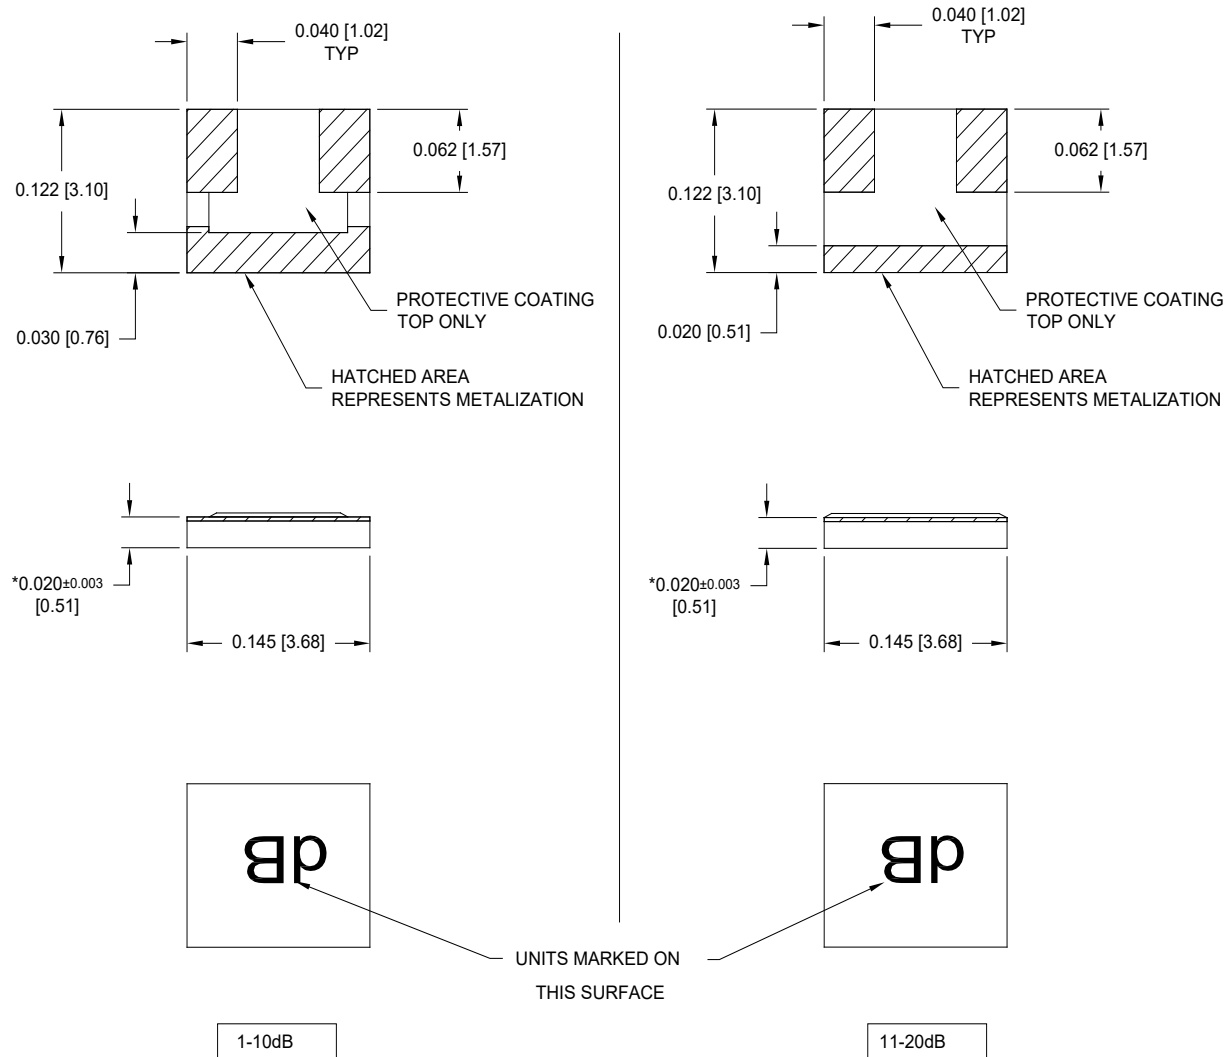 0.040 [1.02]
TYP
0.062 [1.57]
0.122 [3.10]
PROTECTIVE COATING
TOP ONLY
0.030 [0.76]
HATCHED AREA
REPRESENTS METALIZATION
*0.020±0.003
[0.51]
0.145 [3.68]
dB
0.040 [1.02]
TYP
0.062 [1.57]
0.122 [3.10]
PROTECTIVE COATING
TOP ONLY
0.020 [0.51]
HATCHED AREA
REPRESENTS METALIZATION
*0.020±0.003
[0.51]
0.145 [3.68]
dB
UNITS MARKED ON
THIS SURFACE
1-10dB
11-20dB